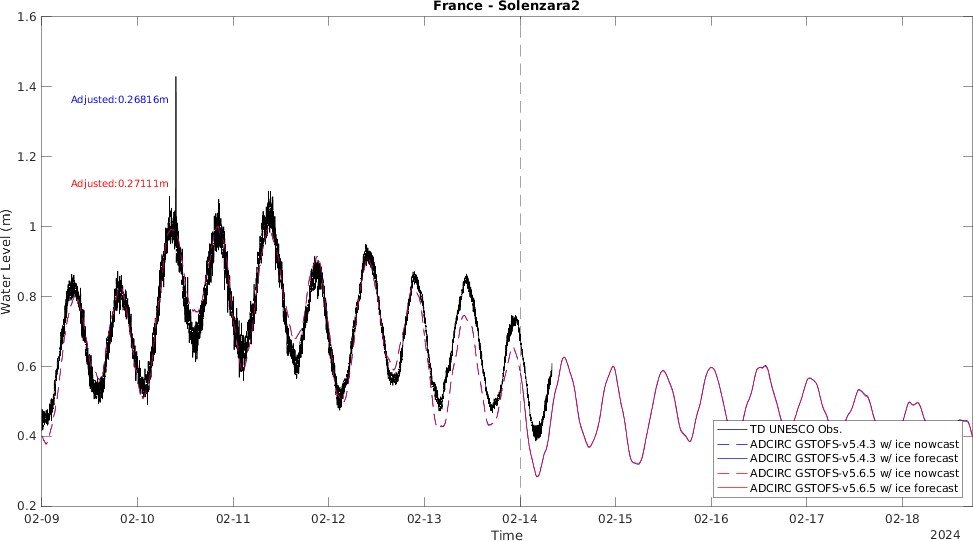 France - Solenzara2
1.6
1.4
1.2
1
0.8
0.6
0.4
0.2
Water Level (m)
Adjusted:0.26816m
Adjusted:0.27111m
TD UNESCO Obs.
ADCIRC GSTOFS-v5.4.3 w/ ice nowcast
ADCIRC GSTOFS-v5.4.3 w/ ice forecast
ADCIRC GSTOFS-v5.6.5 w/ ice nowcast
ADCIRC GSTOFS-v5.6.5 w/ ice forecast
02-09 02-10 02-11 02-12 02-13 02-14 02-15 02-16 02-17 02-18
Time
2024